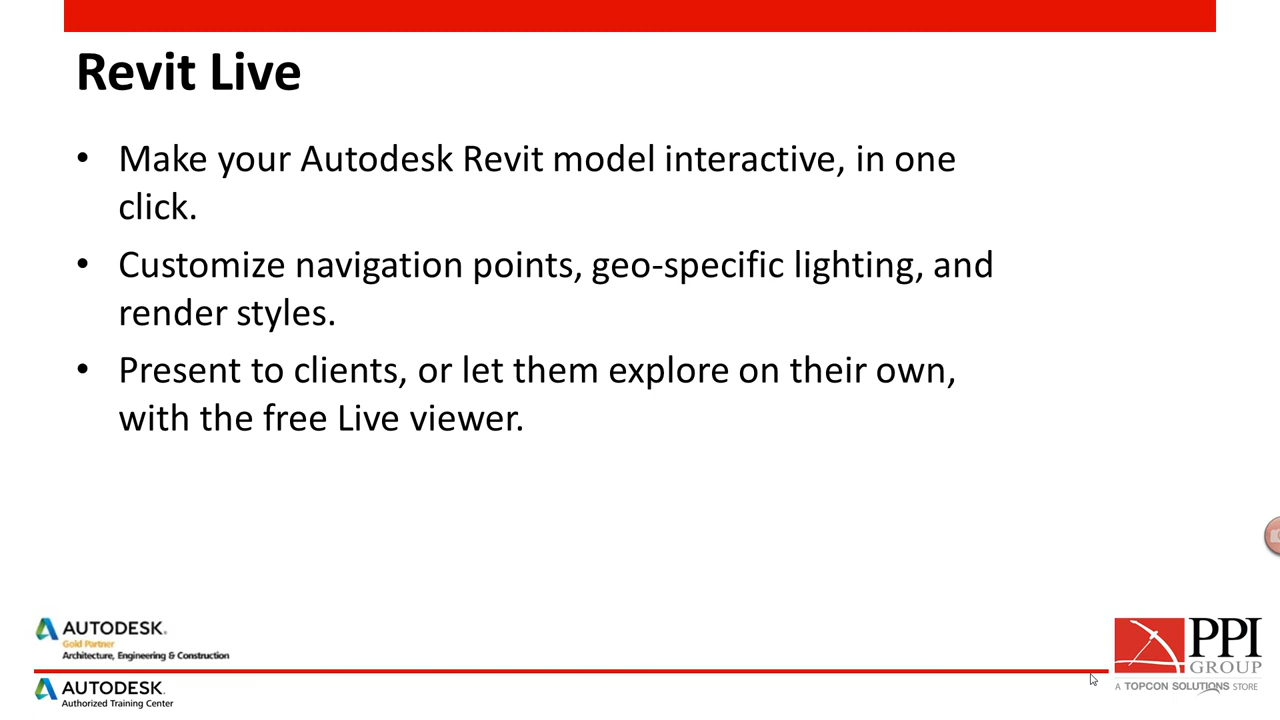 Revit Live
• Make your Autodesk Revit model interactive, in one
click.
• Customize navigation points, geo-specific lighting, and
render styles.
• Present to clients, or let them explore on their own,
with the free Live viewer.
AUTODESK.
Gold Partner
Architecture, Engineering & Construction
AUTODESK.
Authorized Training Center
PPI
GROUP
A TOPCON SOLUTIONS STORE